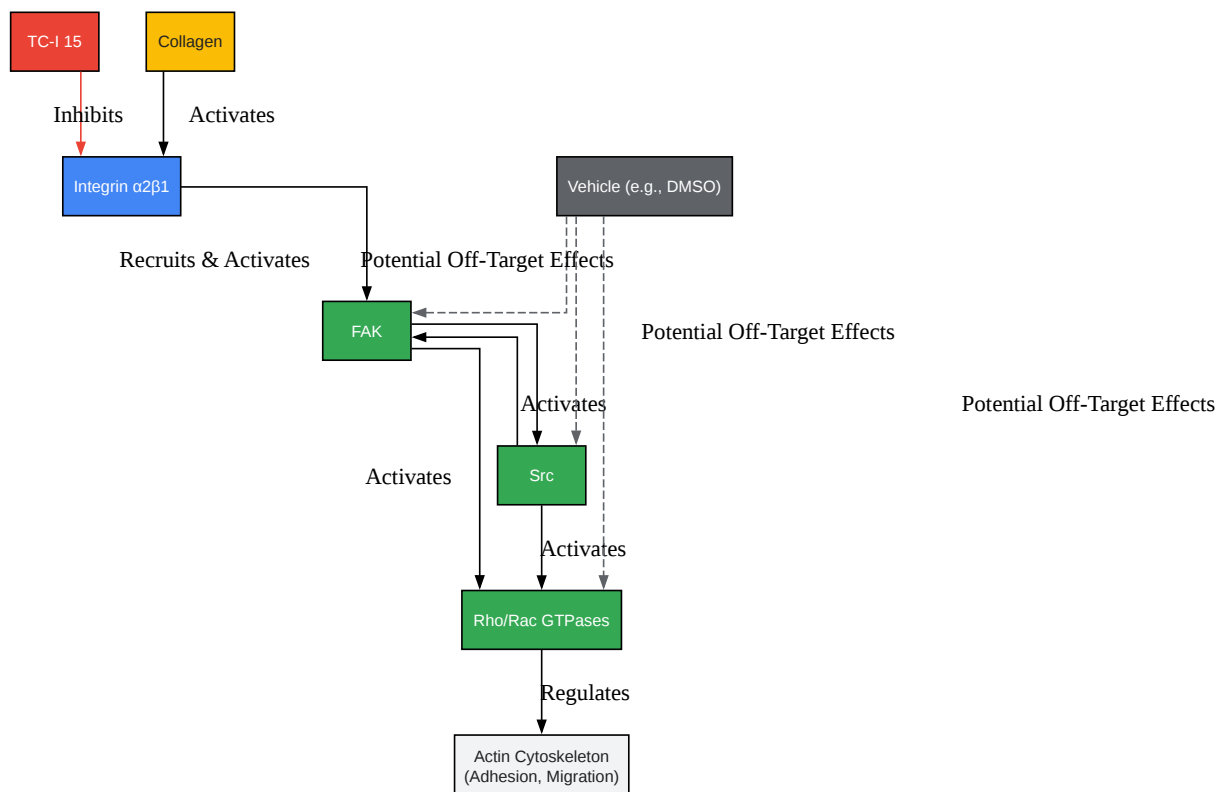 TC-I 15
Collagen
Inhibits
Activates
Integrin α2β1
Vehicle (e.g., DMSO)
Recruits & Activates
Potential Off-Target Effects
FAK
Potential Off-Target Effects
Activates
Potential Off-Target Effects
Activates
Src
Activates
Rho/Rac GTPases
Regulates
Actin Cytoskeleton
(Adhesion, Migration)